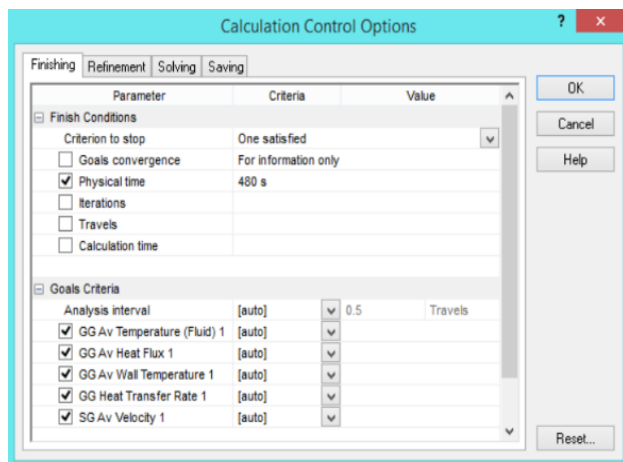 Calculation Control Options
? ×
Finishing Refinement Solving Saving
Parameter Criteria Value
Finish Conditions
Criterion to stop One satisfied
Goals convergence For information only
Physical time 480 s
Iterations
Travels
Calculation time
Goals Criteria
Analysis interval [auto] 0.5 Travels
GG Av Temperature (Fluid) 1 [auto]
GG Av Heat Flux 1 [auto]
GG Av Wall Temperature 1 [auto]
GG Heat Transfer Rate 1 [auto]
SG Av Velocity 1 [auto]
OK
Cancel
Help
Reset...